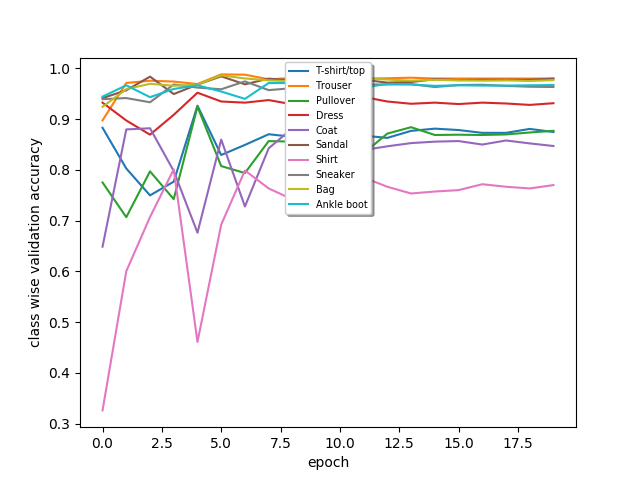 1.0
0.9
0.8
0.7
0.6
0.5
0.4
0.3
class wise validation accuracy
T-shirt/top
Trouser
Pullover
Dress
Coat
Sandal
Shirt
Sneaker
Bag
Ankle boot
0.0 2.5 5.0 7.5 10.0 12.5 15.0 17.5
epoch